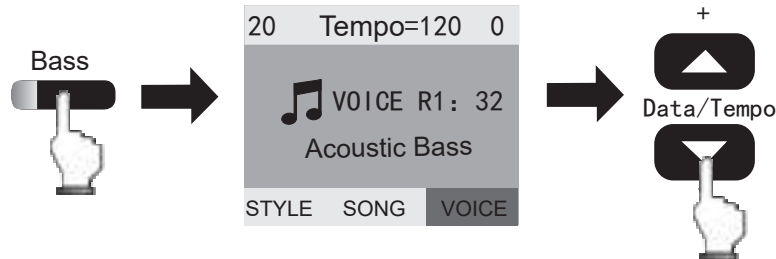 Bass
20 Tempo=120 0
VOICE R1: 32
Acoustic Bass
STYLE SONG VOICE
+
Data/Tempo